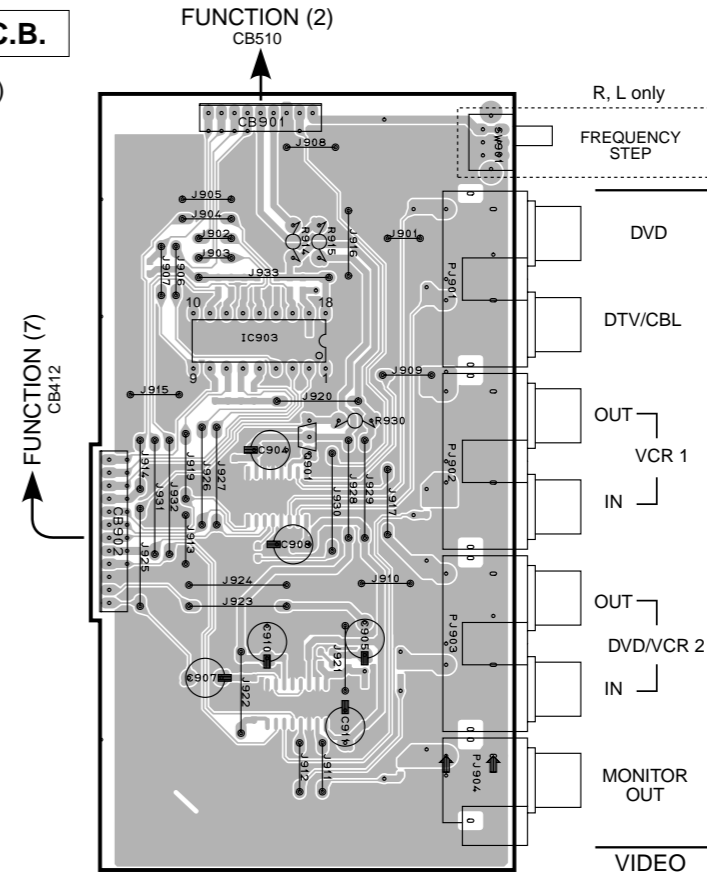 C.B.
)
FUNCTION (2)
CB510
R, L only
FREQUENCY
STEP
SW901
CB901
J908
J905
J904
J902
J903
J907
J906
R914
R915
J916
J901
J933
PJ901
DVD
DTV/CBL
10
18
IC903
9
1
FUNCTION (7)
CB412
J915
J909
J920
R930
OUT
VCR 1
IN
PJ902
C904
Q901
J914
J931
J932
J919
J926
J927
J930
J928
J929
J917
CB902
J925
J913
C908
J924
J910
J923
OUT
DVD/VCR 2
IN
PJ903
C910
J921
C905
C907
J922
C911
J912
J911
PJ904
MONITOR
OUT
VIDEO